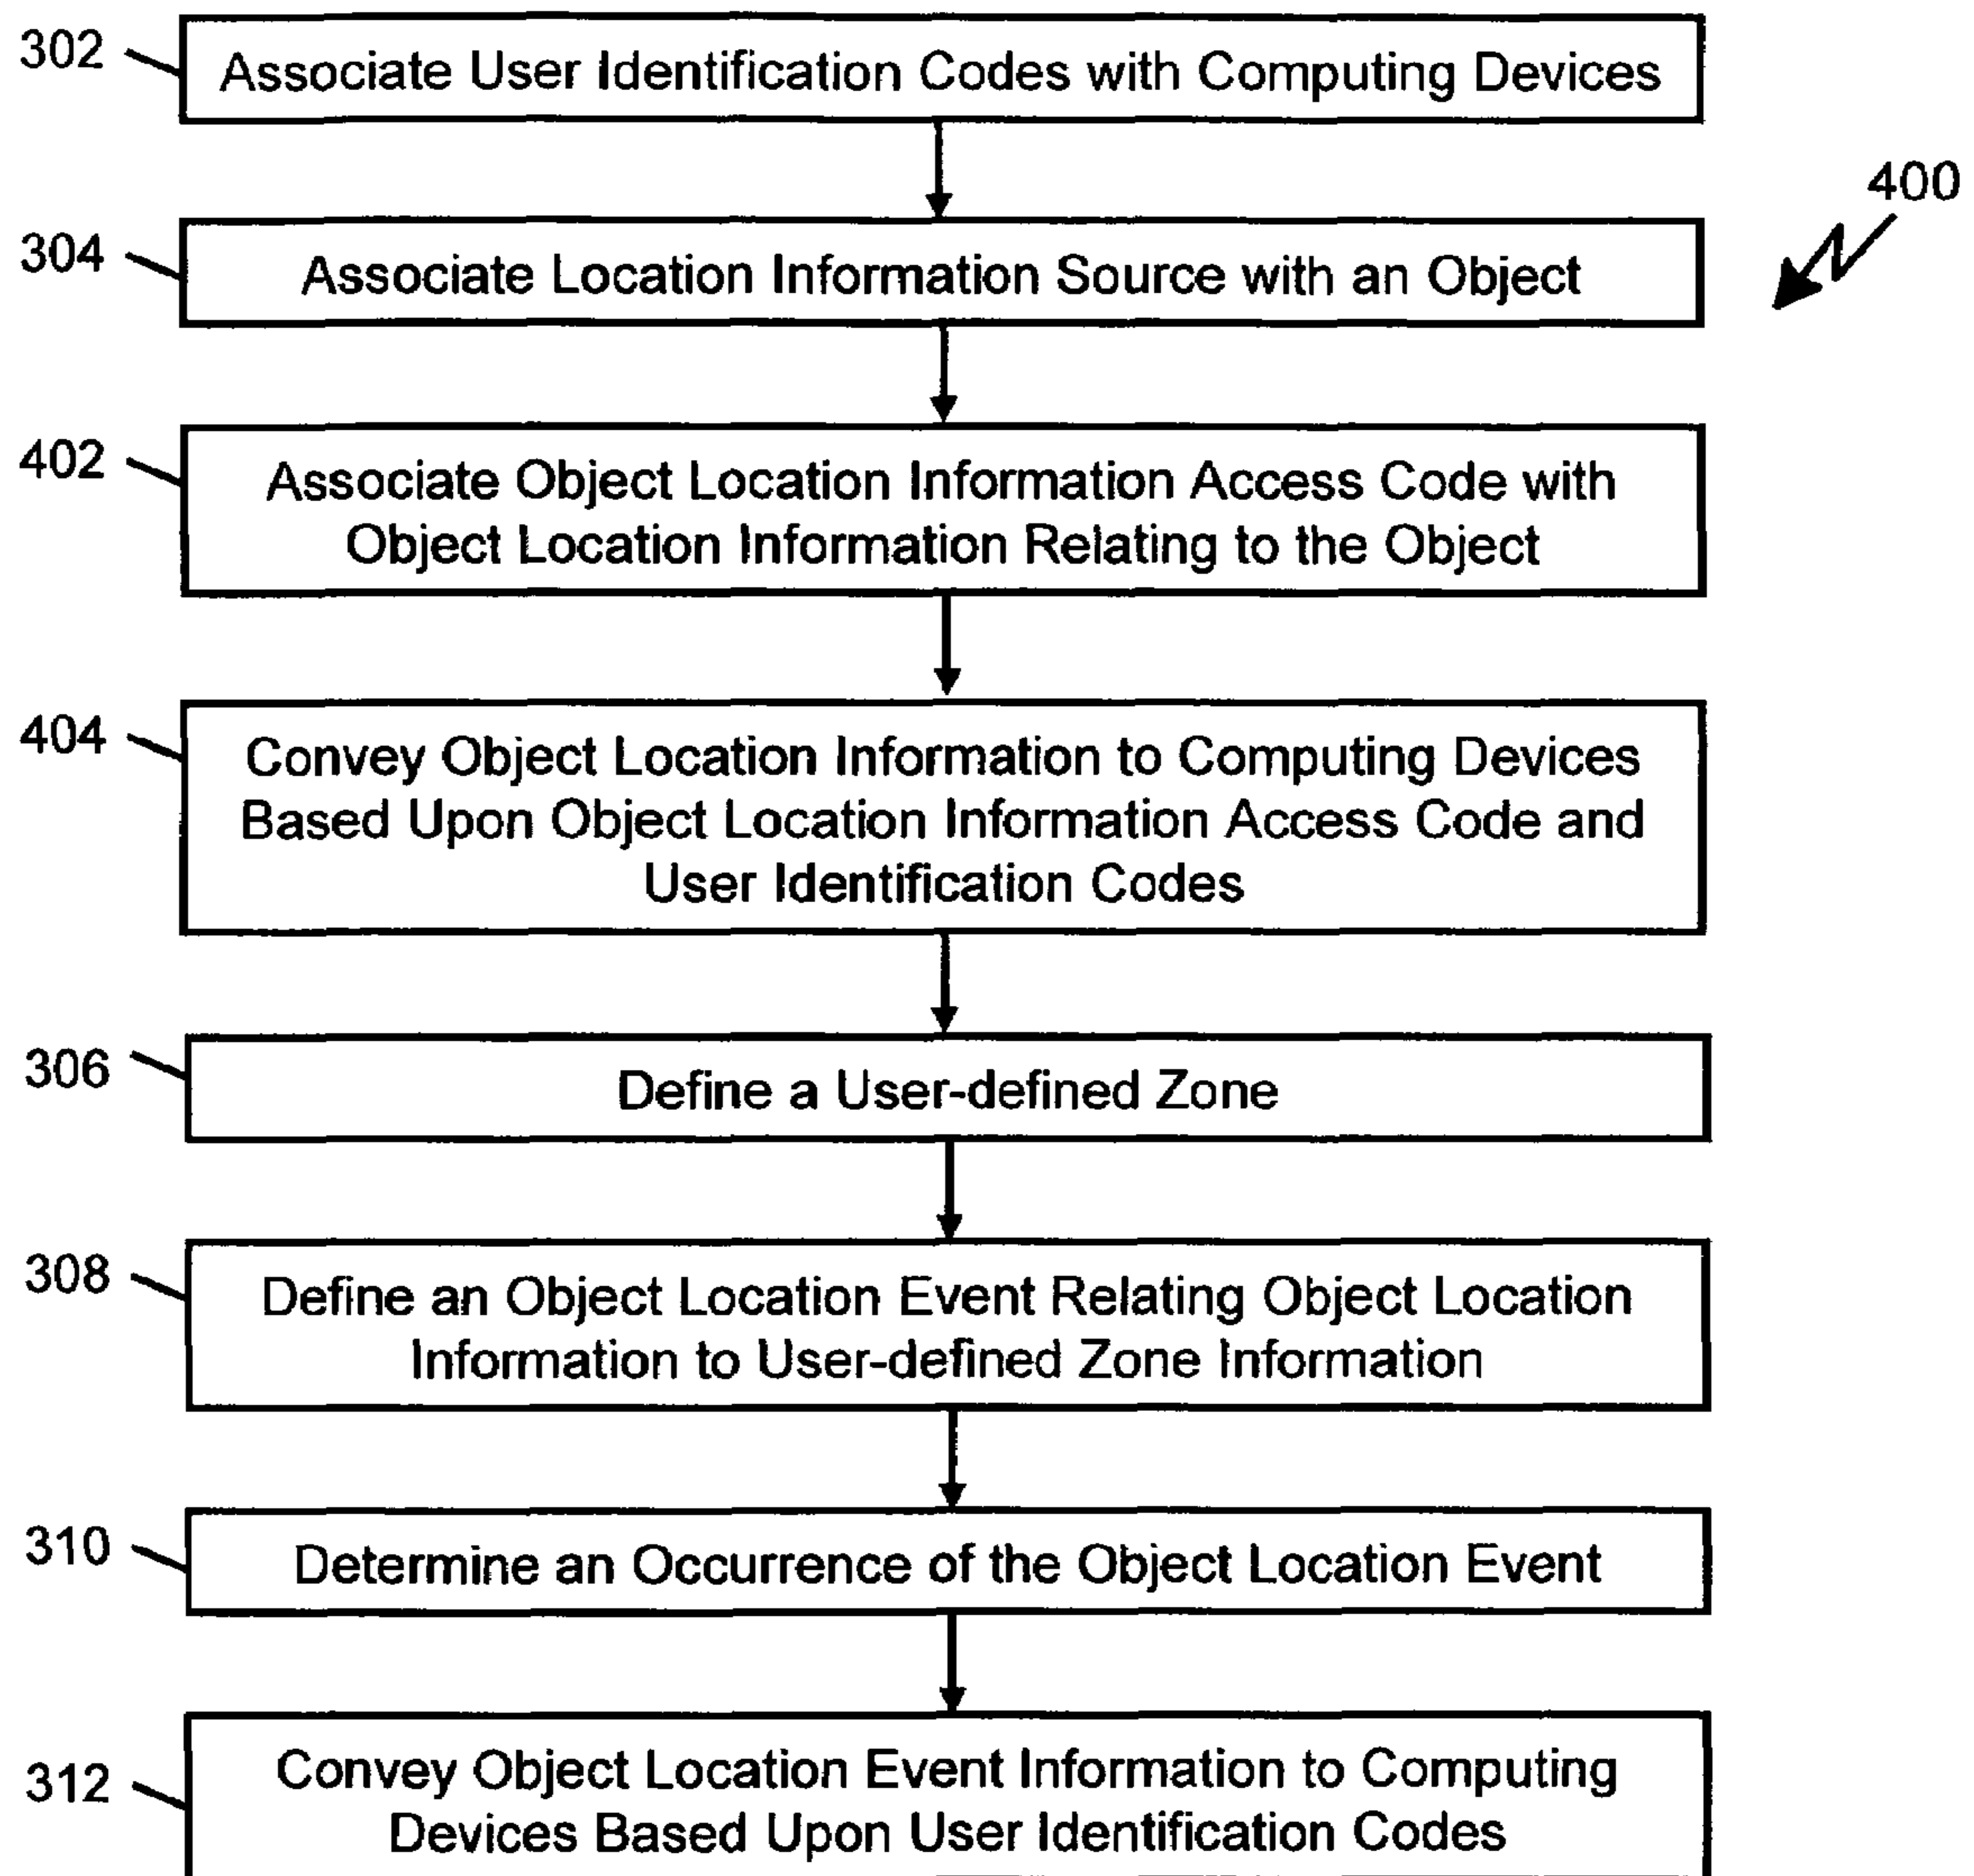 302
Associate User Identification Codes with Computing Devices
400
304
Associate Location Information Source with an Object
402
Associate Object Location Information Access Code with
Object Location Information Relating to the Object
404
Convey Object Location Information to Computing Devices
Based Upon Object Location Information Access Code and
User Identification Codes
306
Define a User-defined Zone
308
Define an Object Location Event Relating Object Location
Information to User-defined Zone Information
310
Determine an Occurrence of the Object Location Event
312
Convey Object Location Event Information to Computing
Devices Based Upon User Identification Codes